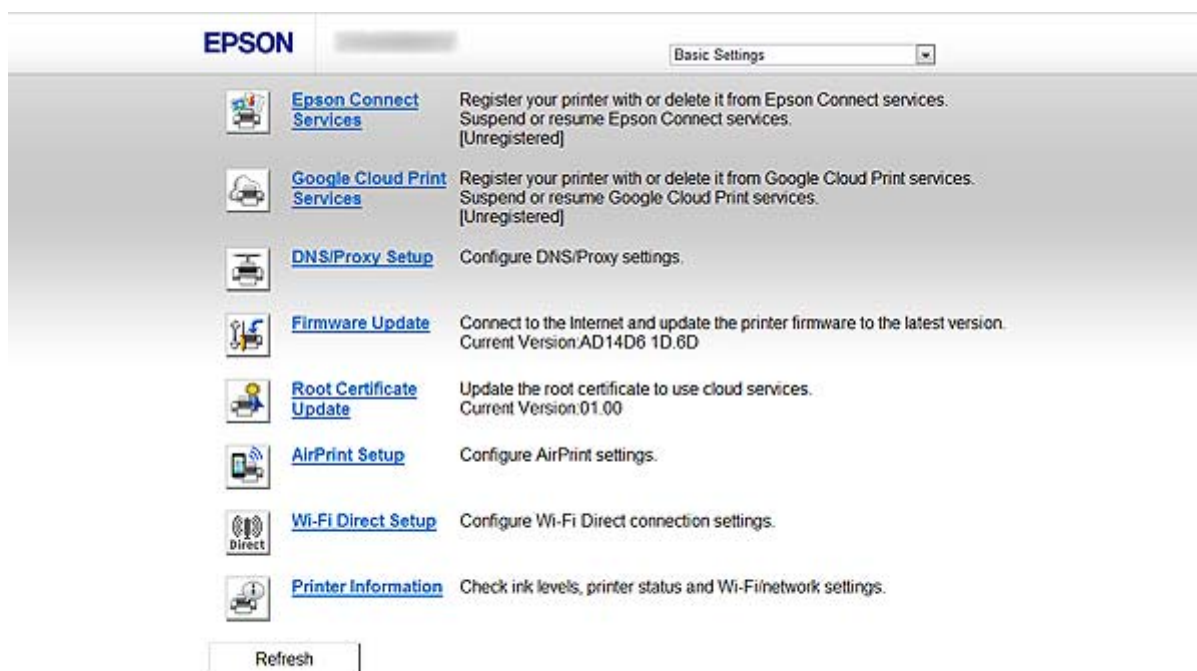 EPSON
Basic Settings
Epson Connect
Services
Register your printer with or delete it from Epson Connect services.
Suspend or resume Epson Connect services.
[Unregistered]
Google Cloud Print
Services
Register your printer with or delete it from Google Cloud Print services.
Suspend or resume Google Cloud Print services.
[Unregistered]
DNS/Proxy Setup
Configure DNS/Proxy settings.
Firmware Update
Connect to the Internet and update the printer firmware to the latest version.
Current Version:AD14D6 1D.6D
Root Certificate
Update
Update the root certificate to use cloud services.
Current Version:01.00
AirPrint Setup
Configure AirPrint settings.
Direct
Wi-Fi Direct Setup
Configure Wi-Fi Direct connection settings.
Printer Information
Check ink levels, printer status and Wi-Fi/network settings.
Refresh